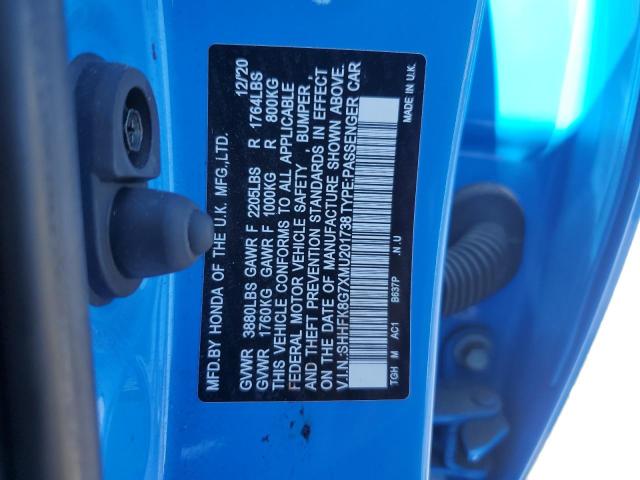 MFD.BY HONDA OF THE U.K. MFG.,LTD. 12/20
GVWR 3880LBS GAWR F 2205LBS R 1764LBS
GVWR 1760KG GAWR F 1000KG R 800KG
THIS VEHICLE CONFORMS TO ALL APPLICABLE
FEDERAL MOTOR VEHICLE SAFETY, BUMPER,
AND THEFT PREVENTION STANDARDS IN EFFECT
ON THE DATE OF MANUFACTURE SHOWN ABOVE.
V.I.N.:SHHFK8G7XMU201738 TYPE:PASSENGER CAR
TGH M AC1 B637P .N.U MADE IN U.K.